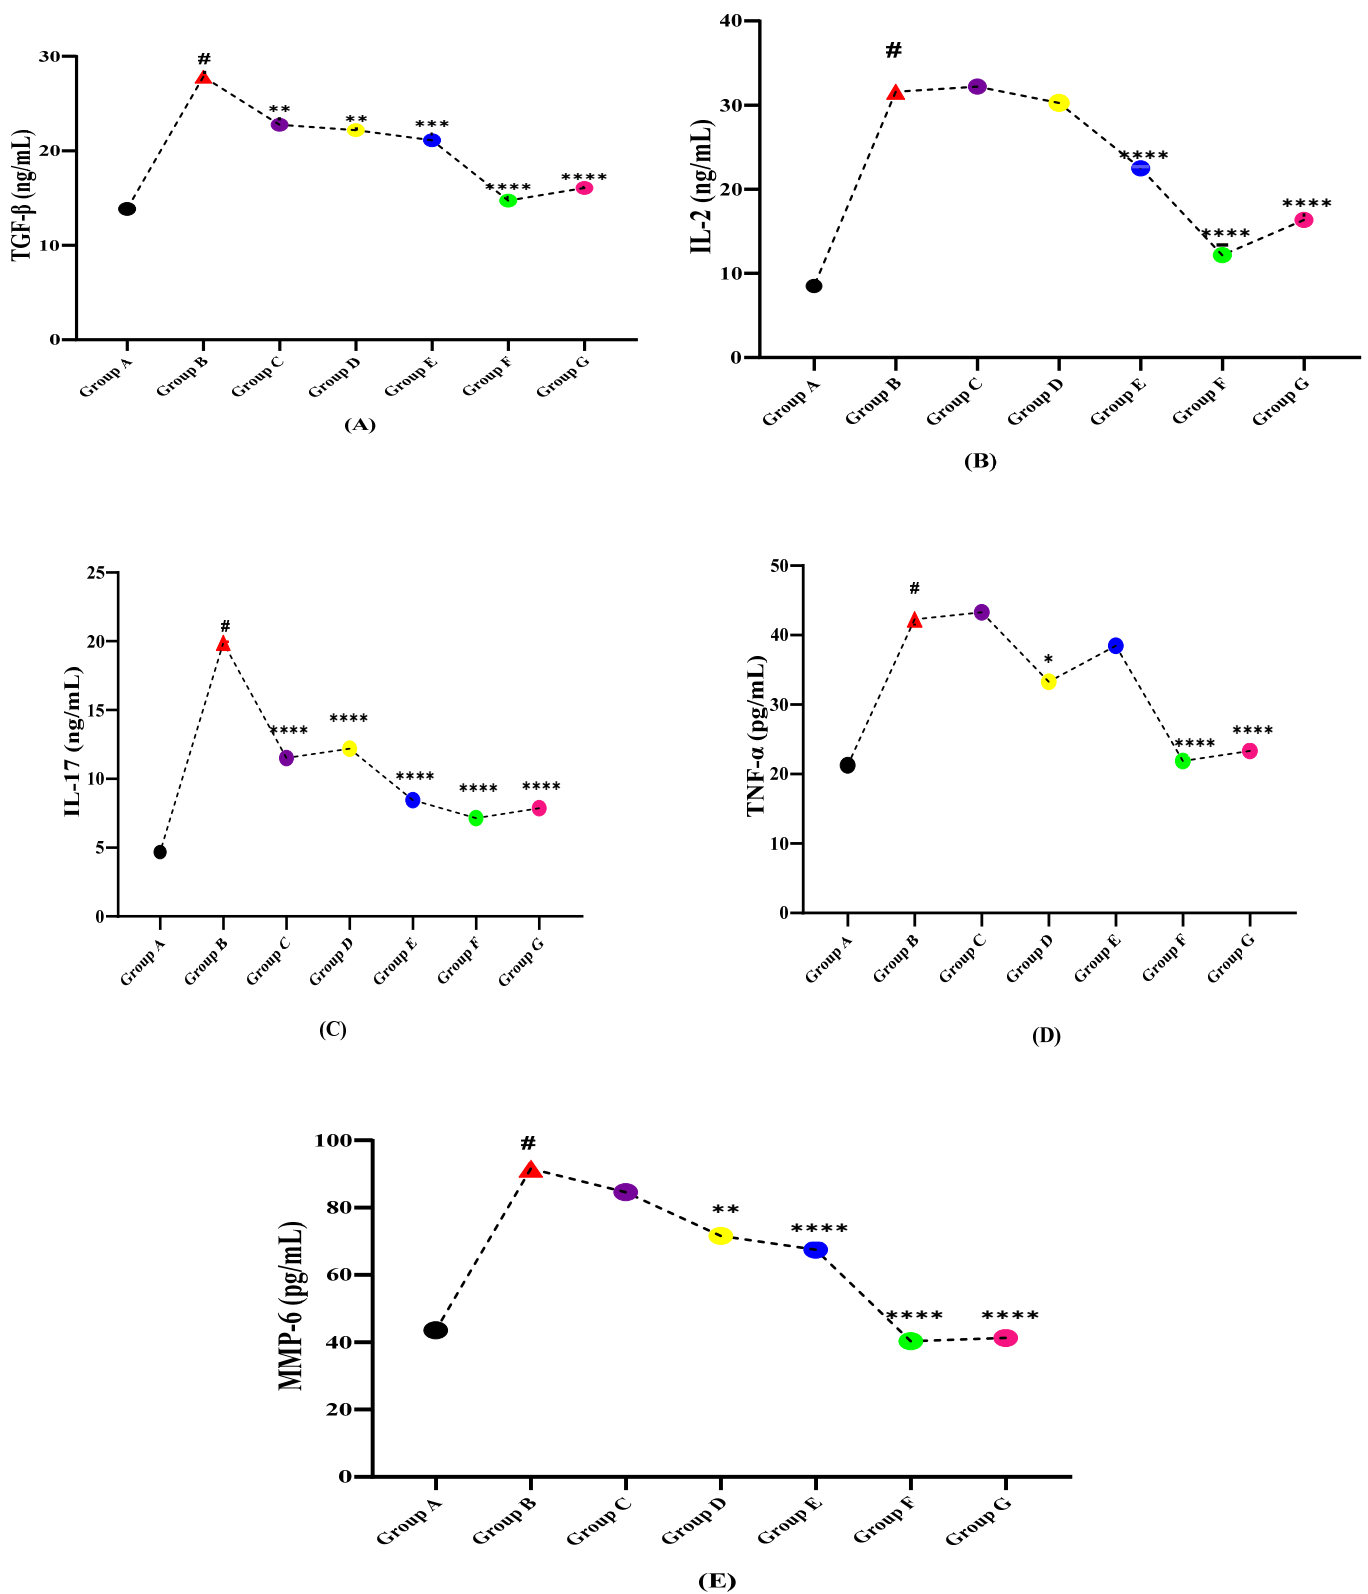 30
20
10
0
TGF-β (ng/mL)
#
**
**
***
****
****
Group A
Group B
Group C
Group D
Group E
Group F
Group G
(A)
40
30
20
10
0
IL-2 (ng/mL)
#
****
****
****
Group A
Group B
Group C
Group D
Group E
Group F
Group G
(B)
25
20
15
10
5
0
IL-17 (ng/mL)
#
****
****
****
****
****
Group A
Group B
Group C
Group D
Group E
Group F
Group G
(C)
50
40
30
20
10
0
TNF-α (pg/mL)
#
*
****
****
Group A
Group B
Group C
Group D
Group E
Group F
Group G
(D)
100
80
60
40
20
0
MMP-6 (pg/mL)
#
**
****
****
****
Group A
Group B
Group C
Group D
Group E
Group F
Group G
(E)